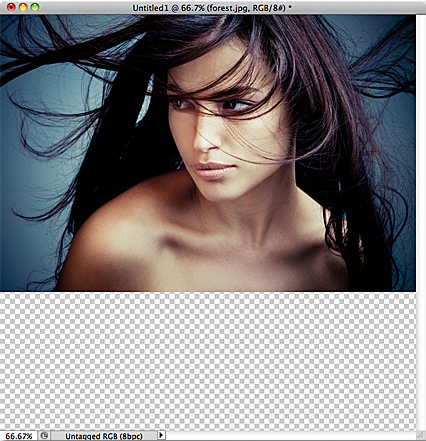 Untitled1 @ 66.7% (forest.jpg, RGB/8#) *
66.67%
Untagged RGB (8bpc)